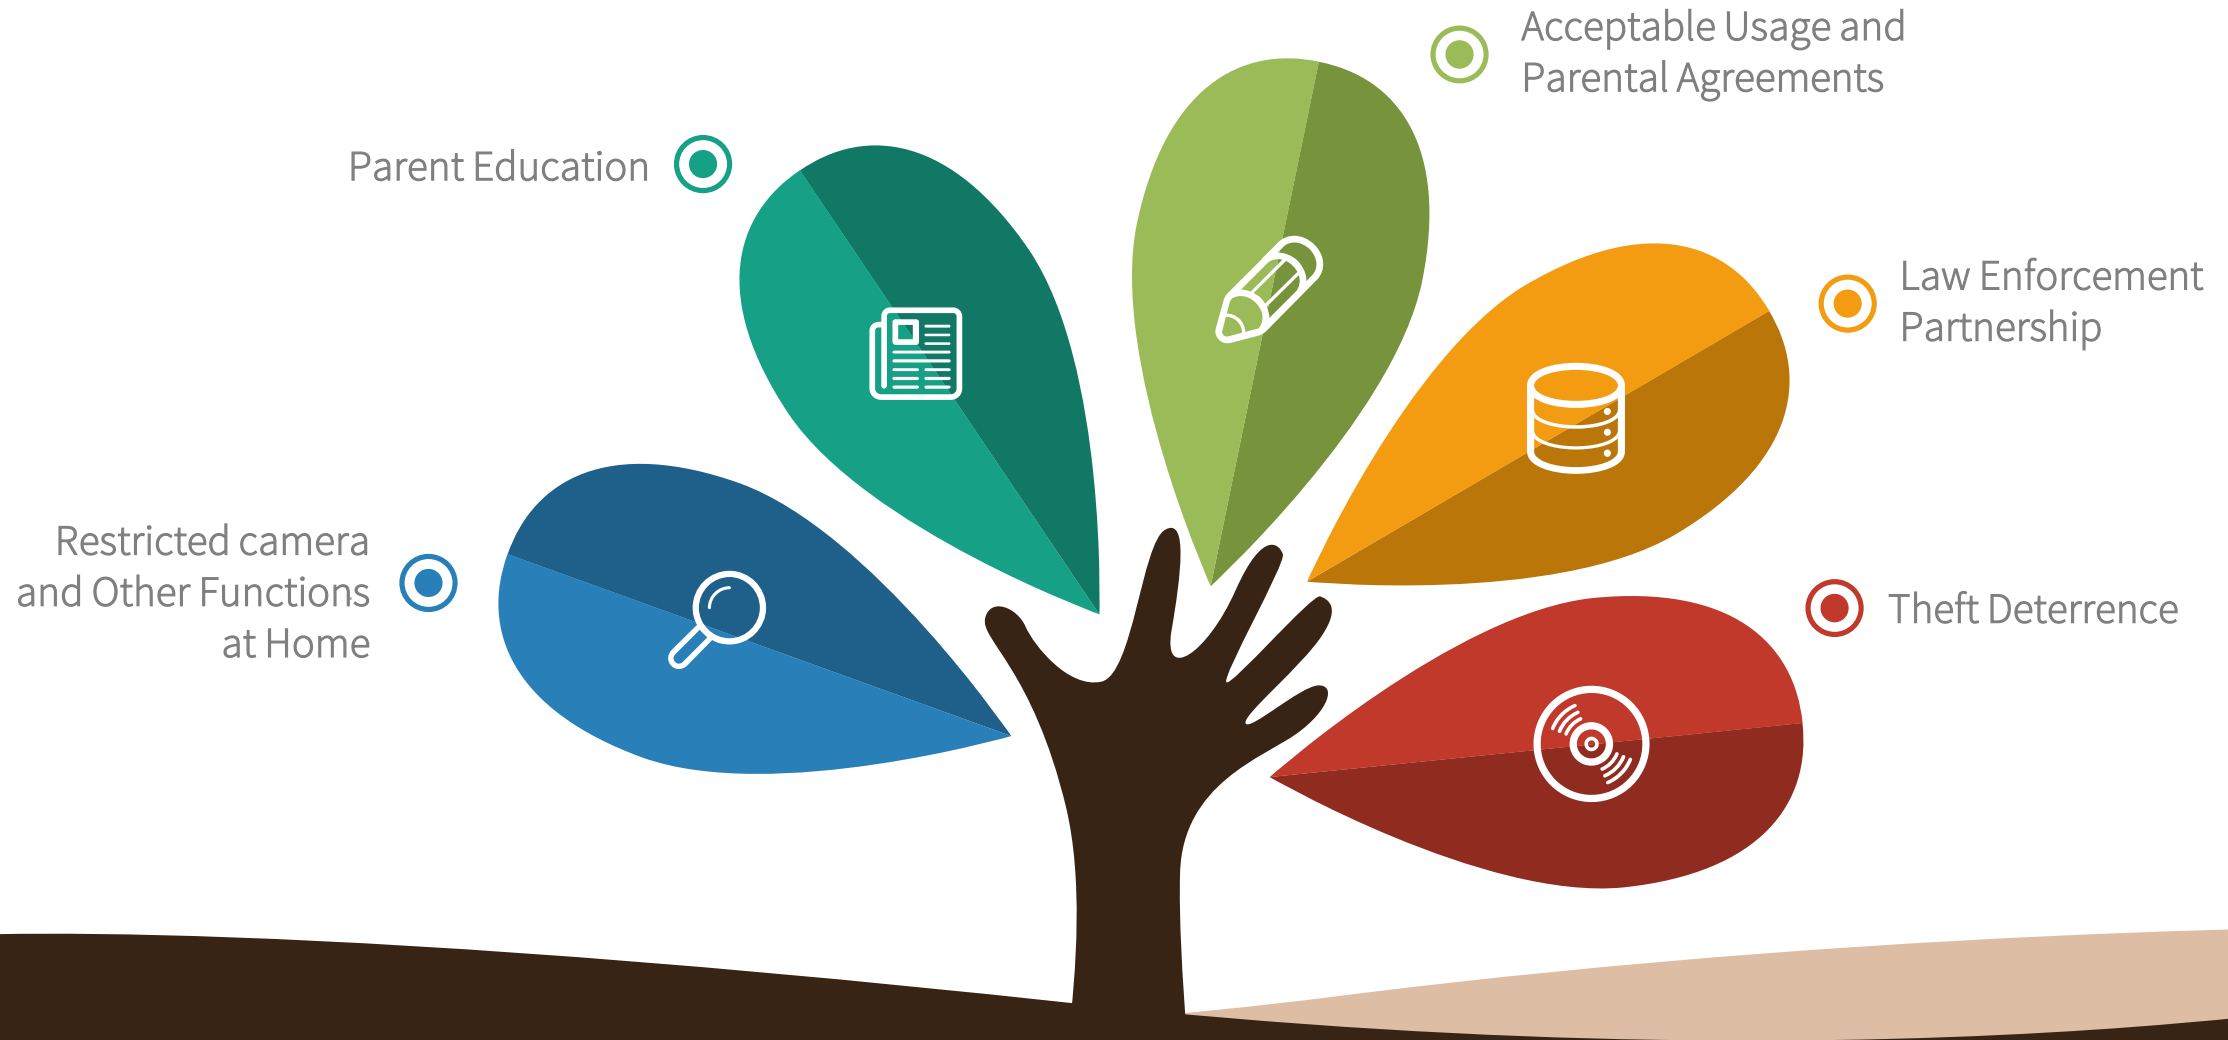 Acceptable Usage and
Parental Agreements
Parent Education
Law Enforcement
Partnership
Restricted camera
and Other Functions
at Home
Theft Deterrence